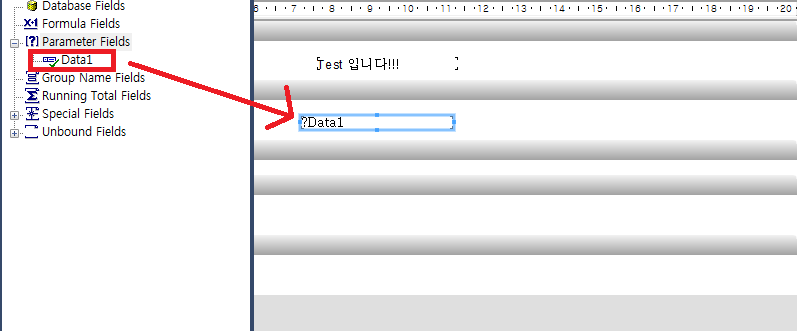 Database Fields
6 · 7 · 8 · 9 · 10 · 11 · 12 · 13 · 14 · 15 · 16 · 17 · 18 · 19 · 20
Formula Fields
Parameter Fields
Data1
Test 입니다!!!
Group Name Fields
Running Total Fields
Special Fields
?Data1
Unbound Fields